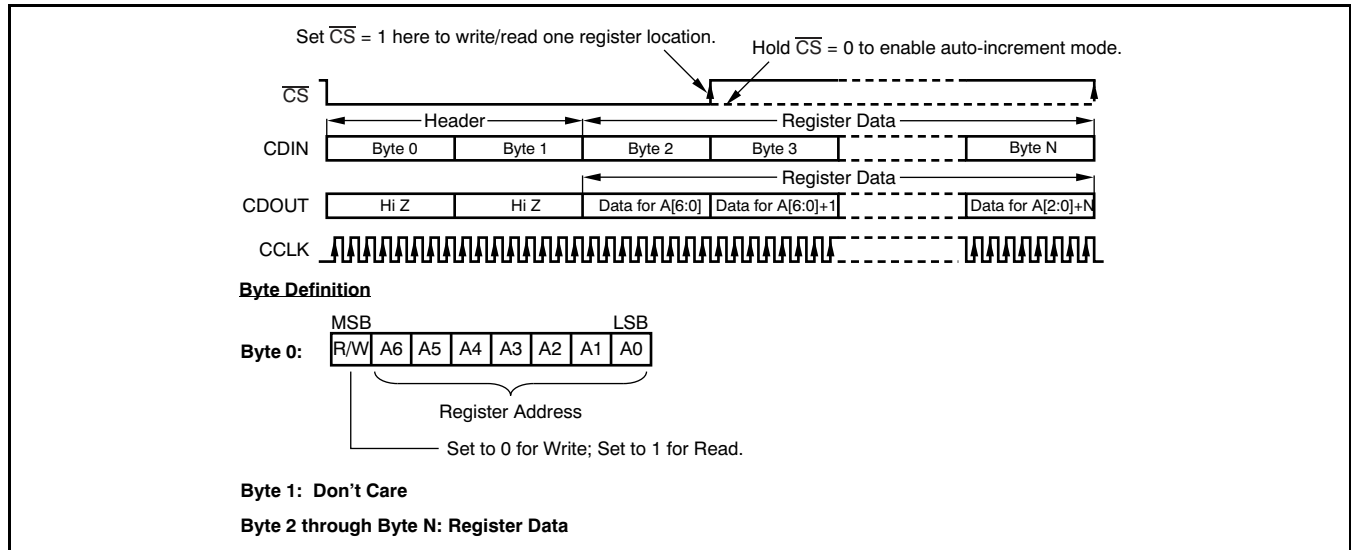 Set CS = 1 here to write/read one register location.
Hold CS = 0 to enable auto-increment mode.
CS
Header
Register Data
CDIN
Byte 0
Byte 1
Byte 2
Byte 3
Byte N
Register Data
CDOUT
Hi Z
Hi Z
Data for A[6:0]
Data for A[6:0]+1
Data for A[2:0]+N
CCLK
Byte Definition
MSB
LSB
Byte 0:
R/W
A6
A5
A4
A3
A2
A1
A0
Register Address
Set to 0 for Write; Set to 1 for Read.
Byte 1: Don't Care
Byte 2 through Byte N: Register Data